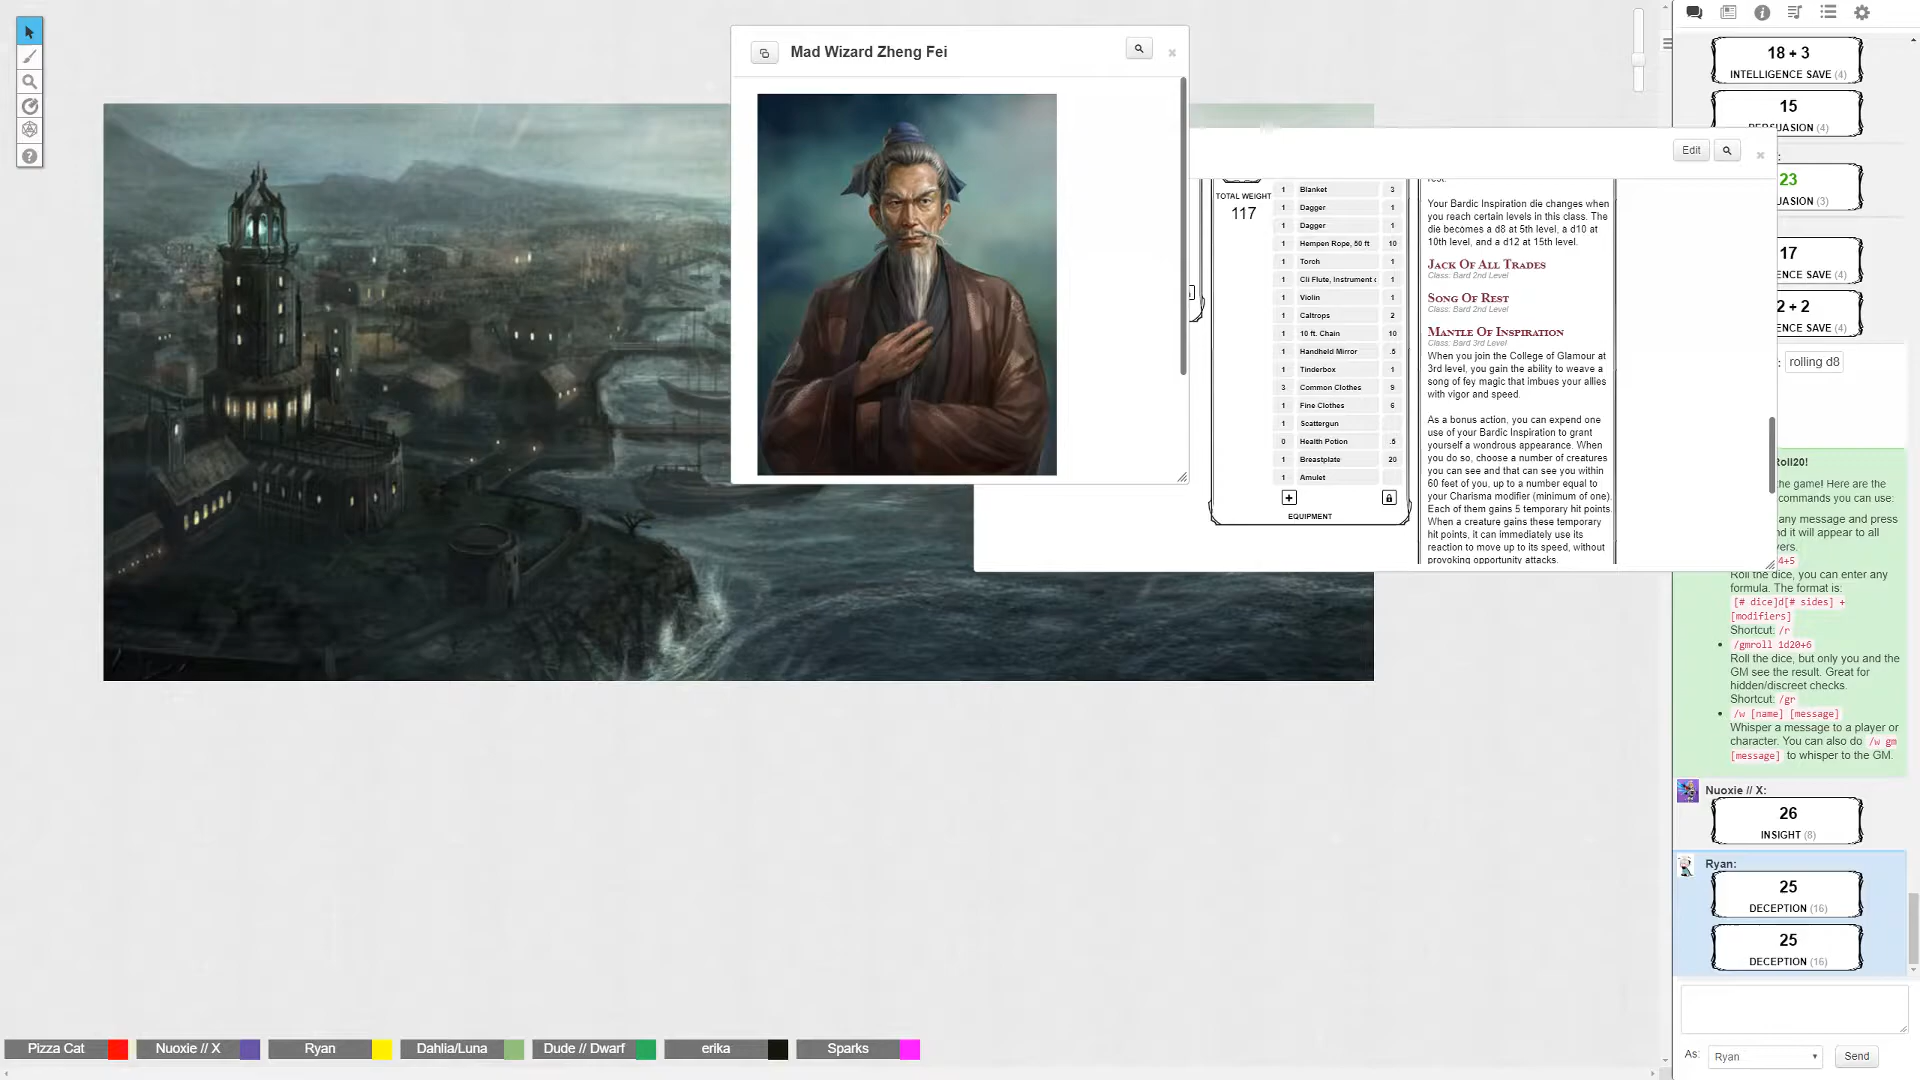 Mad Wizard Zheng Fei
Edit
TOTAL WEIGHT
117
1 Blanket 3
1 Dagger 1
1 Dagger 1
1 Hempen Rope, 50 ft 10
1 Torch 1
1 Cli Flute, Instrument
1
1 Violin 1
1 Caltrops 2
1 10 ft. Chain 10
1 Handheld Mirror .5
1 Tinderbox 1
3 Common Clothes 9
1 Fine Clothes 6
1 Scattergun
0 Health Potion .5
1 Breastplate 20
1 Amulet
EQUIPMENT
rest.
Your Bardic Inspiration die changes when
you reach certain levels in this class. The
die becomes a d8 at 5th level, a d10 at
10th level, and a d12 at 15th level.
JACK OF ALL TRADES
Class: Bard 2nd Level
SONG OF REST
Class: Bard 2nd Level
MANTLE OF INSPIRATION
Class: Bard 3rd Level
When you join the College of Glamour at
3rd level, you gain the ability to weave a
song of fey magic that imbues your allies
with vigor and speed.
As a bonus action, you can expend one
use of your Bardic Inspiration to grant
yourself a wondrous appearance. When
you do so, choose a number of creatures
you can see and that can see you within
60 feet of you, up to a number equal to
your Charisma modifier (minimum of one).
Each of them gains 5 temporary hit points.
When a creature gains these temporary
hit points, it can immediately use its
reaction to move up to its speed, without
provoking opportunity attacks.
18 + 3
INTELLIGENCE SAVE (4)
15
PERSUASION (4)
:
23
UASION (3)
17
ENCE SAVE (4)
2 + 2
ENCE SAVE (4)
: rolling d8
Roll20!
the game! Here are the
commands you can use:
any message and press
nd it will appear to all
yers.
4+5
Roll the dice, you can enter any
formula. The format is:
[# dice]d[# sides] +
[modifiers]
Shortcut: /r
/gmroll 1d20+6
Roll the dice, but only you and the
GM see the result. Great for
hidden/discreet checks.
Shortcut: /gr
/w [name] [message]
Whisper a message to a player or
character. You can also do /w gm
[message] to whisper to the GM.
Nuoxie // X:
26
INSIGHT (8)
Ryan:
25
DECEPTION (16)
25
DECEPTION (16)
As: Ryan Send
Pizza Cat Nuoxie // X Ryan Dahlia/Luna Dude // Dwarf erika Sparks